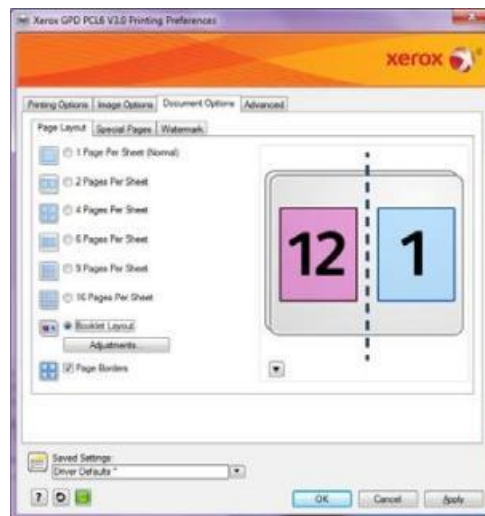 Xerox GPD PCL6 V3.0 Printing Preferences
xerox
Printing Options Image Options Document Options Advanced
Page Layout Special Pages Watermark
1 Page Per Sheet (Normal)
2 Pages Per Sheet
4 Pages Per Sheet
6 Pages Per Sheet
9 Pages Per Sheet
16 Pages Per Sheet
Booklet Layout
Adjustments...
Page Borders
12 1
Saved Settings:
Driver Defaults *
?
OK Cancel Apply